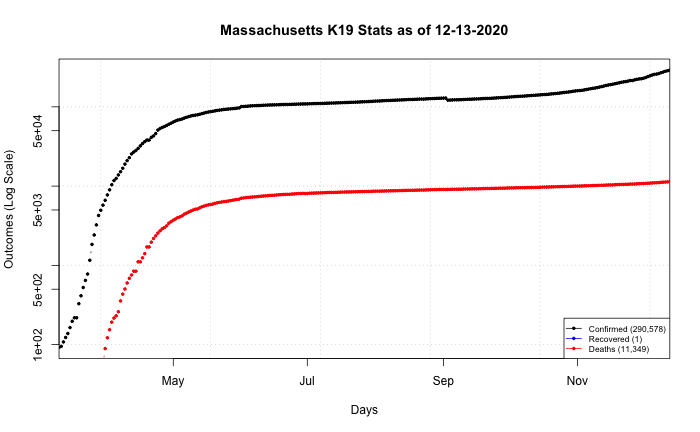 Massachusetts K19 Stats as of 12-13-2020
Outcomes (Log Scale)
5e+04
5e+03
5e+02
1e+02
May
Jul
Sep
Nov
Days
Confirmed (290,578)
Recovered (1)
Deaths (11,349)